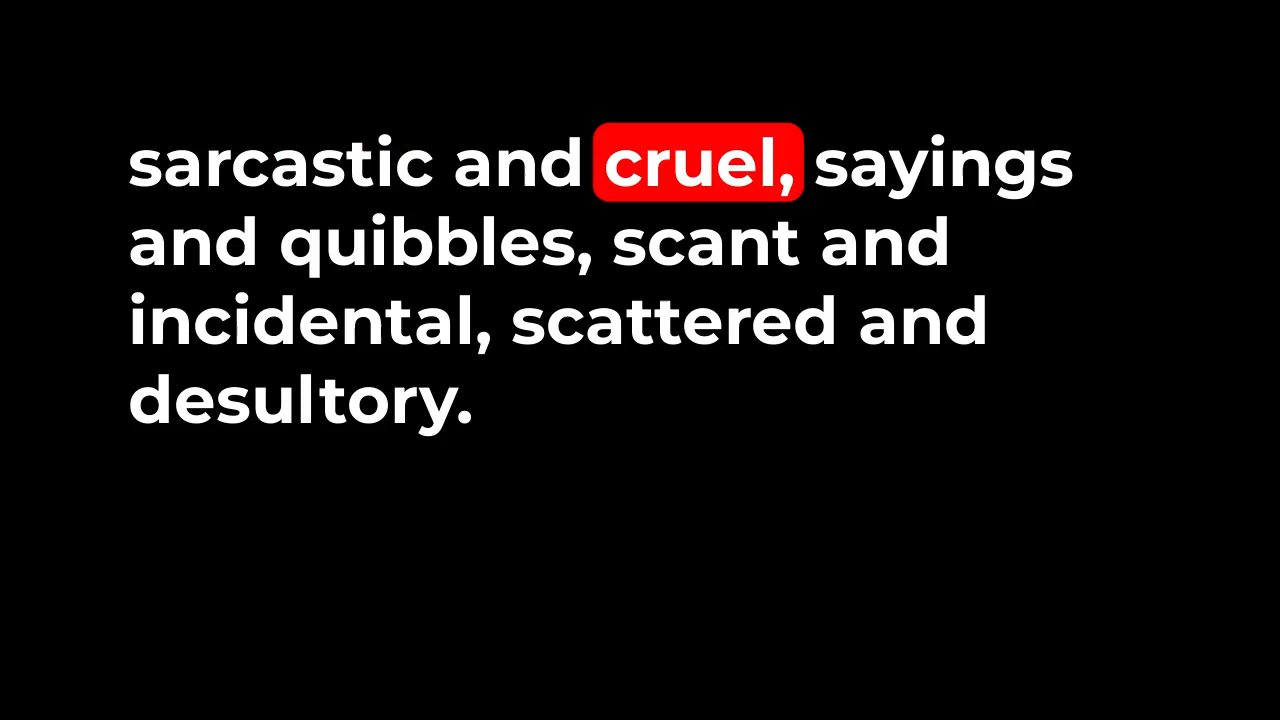 sarcastic and cruel, sayings
and quibbles, scant and
incidental, scattered and
desultory.